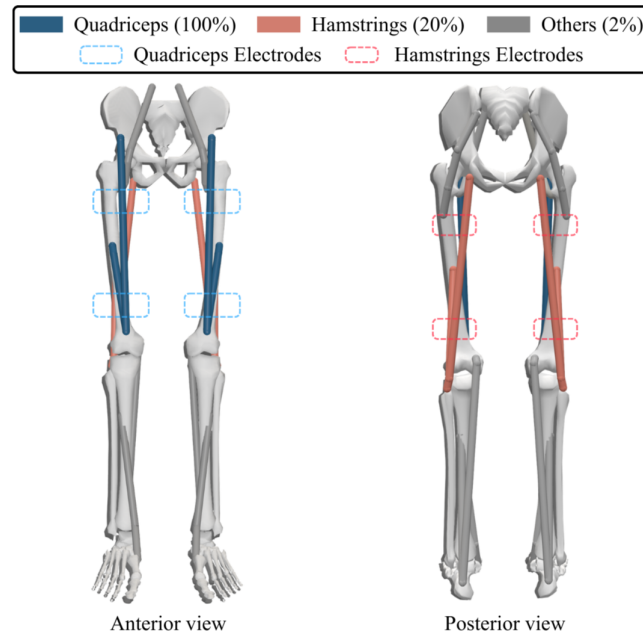 Quadriceps (100%) Hamstrings (20%) Others (2%)
Quadriceps Electrodes Hamstrings Electrodes
Anterior view Posterior view